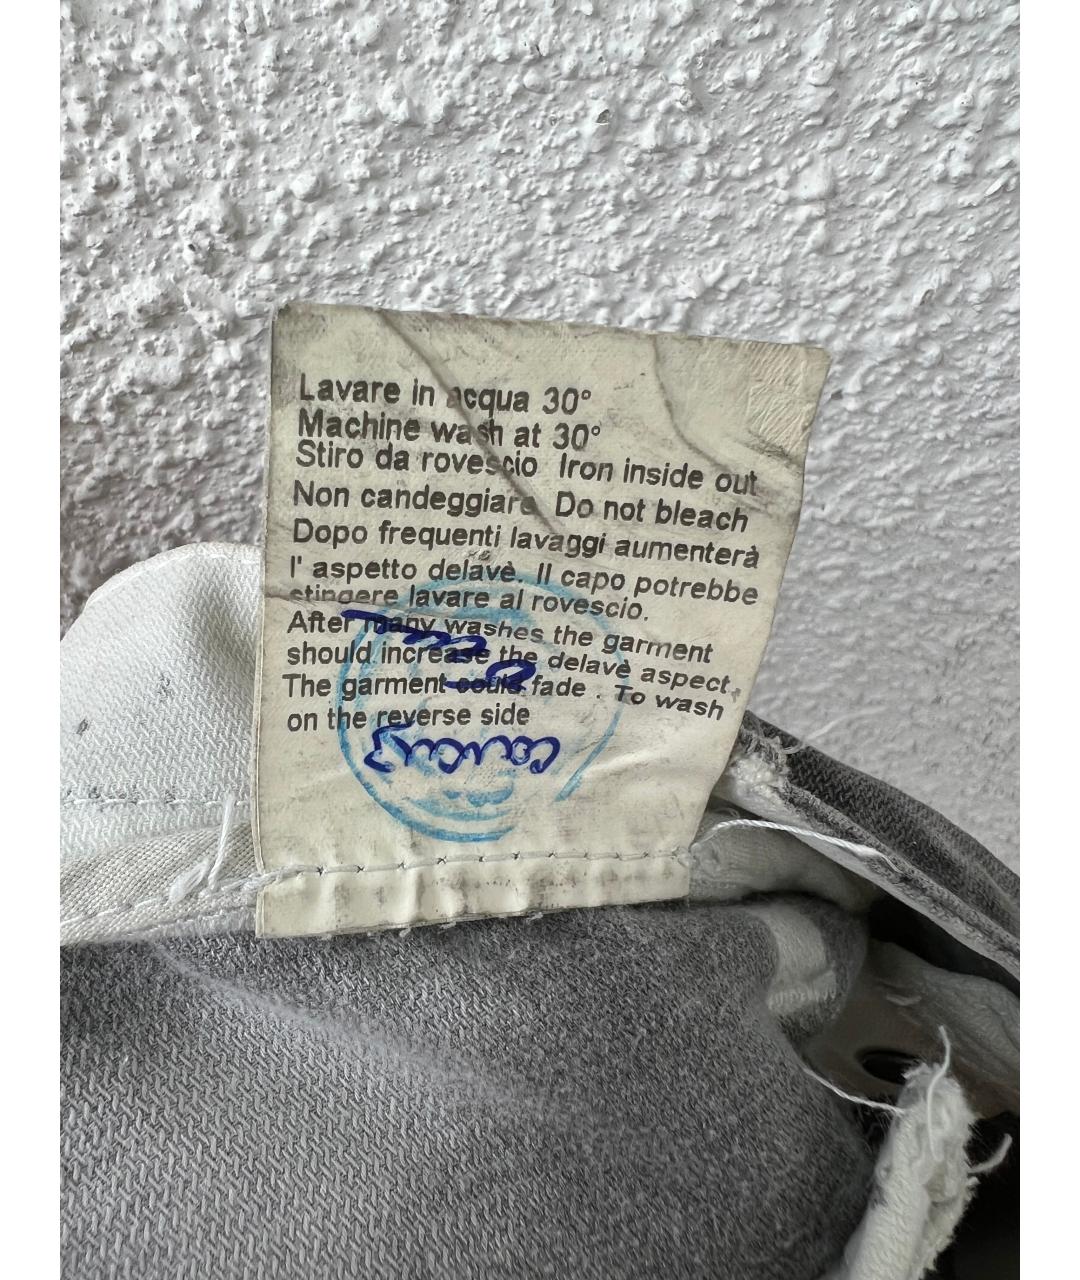 Lavare in acqua 30°
Machine wash at 30°
Stiro da rovescio Iron inside out
Non candeggiare Do not bleach
Dopo frequenti lavaggi aumenterà
l' aspetto delavè. Il capo potrebbe
stingere lavare al rovescio.
After many washes the garment
should increase the delavè aspect.
The garment could fade . To wash
on the reverse side